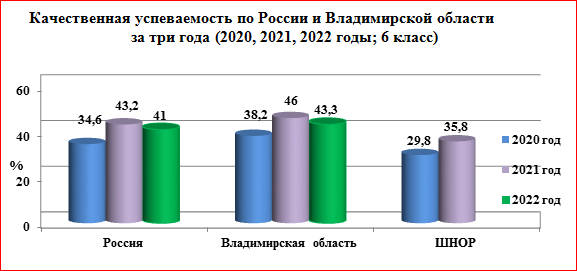 Качественная успеваемость по России и Владимирской области
за три года (2020, 2021, 2022 годы; 6 класс)
60
40
%
20
0
34,6
43,2
41
38,2
46
43,3
29,8
35,8
2020 год
2021 год
2022 год
Россия
Владимирская область
ШНОР